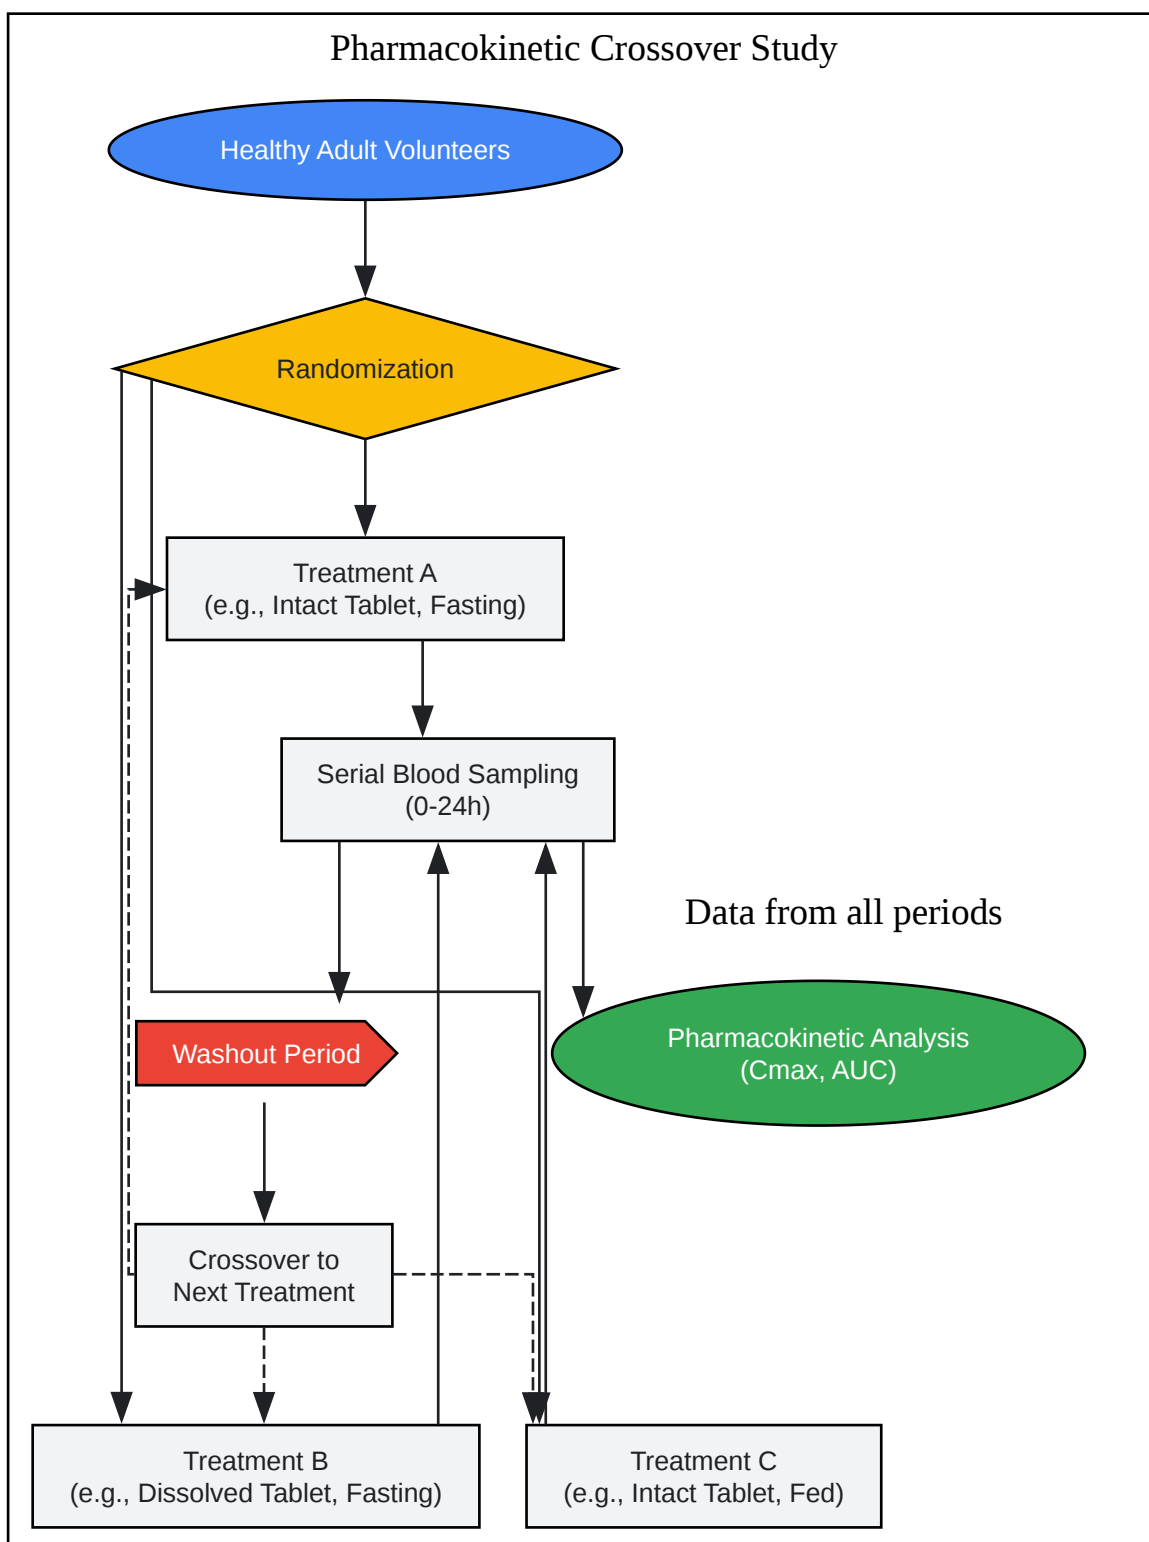 Pharmacokinetic Crossover Study
Healthy Adult Volunteers
Randomization
Treatment A
(e.g., Intact Tablet, Fasting)
Serial Blood Sampling
(0-24h)
Data from all periods
Pharmacokinetic Analysis
(Cmax, AUC)
Washout Period
Crossover to
Next Treatment
Treatment B
(e.g., Dissolved Tablet, Fasting)
Treatment C
(e.g., Intact Tablet, Fed)